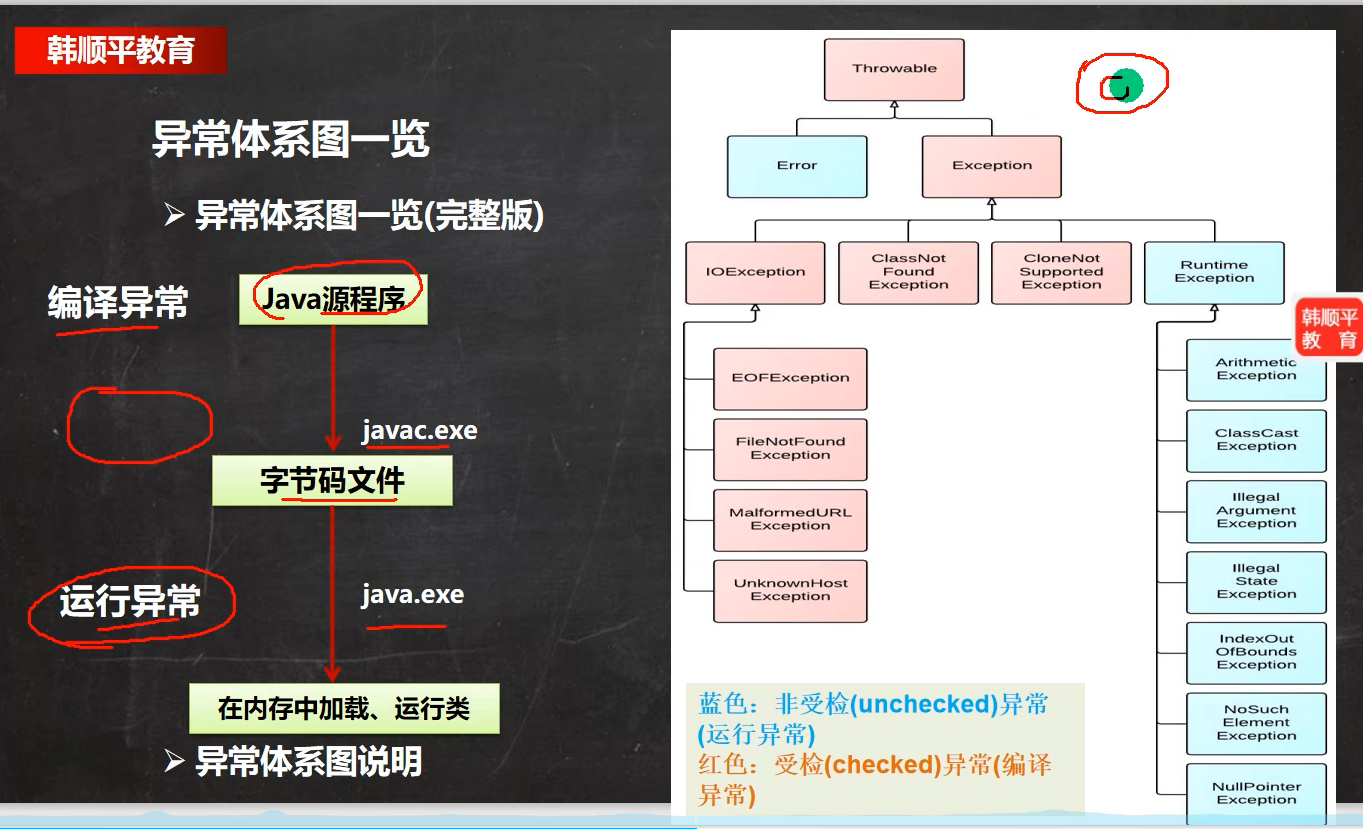 韩顺平教育
异常体系图一览
异常体系图一览(完整版)
编译异常
Java源程序
javac.exe
字节码文件
运行异常
java.exe
在内存中加载、运行类
异常体系图说明
Throwable
Error
Exception
IOException
ClassNot
Found
Exception
CloneNot
Supported
Exception
Runtime
Exception
EOFException
FileNotFound
Exception
MalformedURL
Exception
UnknownHost
Exception
韩顺平
教 育
Arithmetic
Exception
ClassCast
Exception
Illegal
Argument
Exception
Illegal
State
Exception
IndexOut
OfBounds
Exception
NoSuch
Element
Exception
NullPointer
Exception
蓝色：非受检(unchecked)异常
(运行异常)
红色：受检(checked)异常(编译
异常)